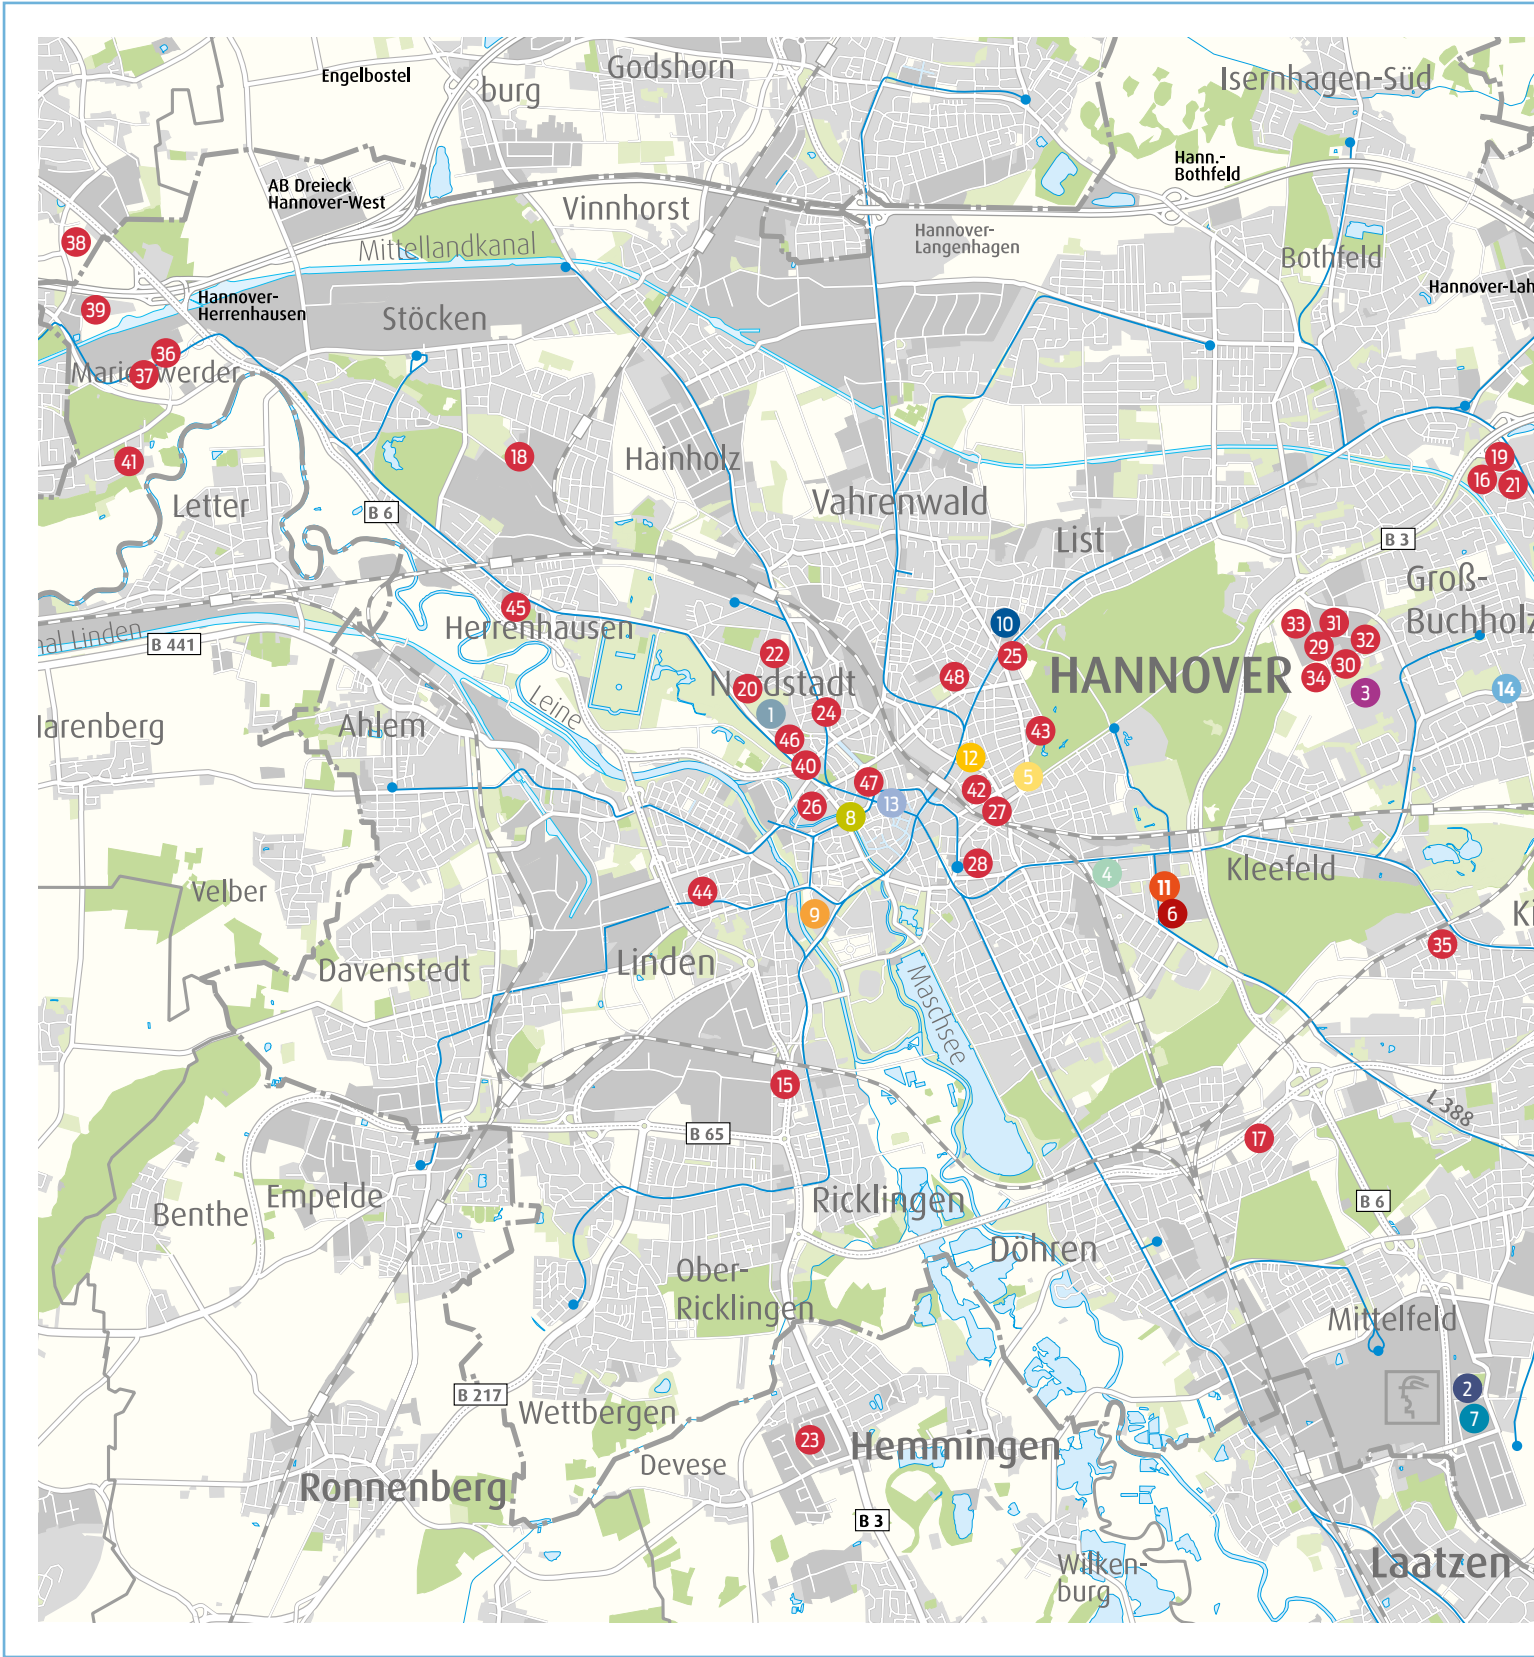 Engelbostel
burg
Godshorn
Isernhagen-Süd
Hann.-
Bothfeld
AB Dreieck
Hannover-West
Vinnhorst
38
Mittellandkanal
Hannover-
Langenhagen
Bothfeld
Hannover-Lah
39
Hannover-
Herrenhausen
Stöcken
36
37
41
18
Hainholz
19
16
21
Letter
B 6
Vahrenwald
List
B 3
Groß-
Buchholz
45
Herrenhausen
nal Linden
B 441
10
33
31
29
32
30
34
3
14
22
25
48
HANNOVER
Nordstadt
20
1
24
Leine
Ahlem
Harenberg
46
43
40
12
5
47
42
26
8
13
27
28
4
Kleefeld
11
6
Velber
44
9
Ki
35
Davenstedt
Linden
Maschsee
15
L 388
B 65
17
Empelde
Benthe
Ricklingen
B 6
Döhren
Ober-
Ricklingen
Mittelfeld
B 217
2
7
Wettbergen
23
Hemmingen
Devese
Ronnenberg
B 3
Wilken-
burg
Laatzen